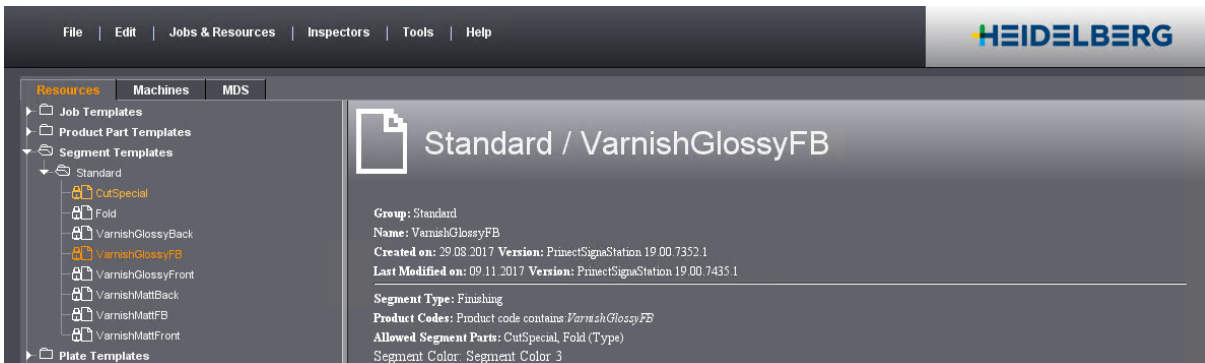 File | Edit | Jobs & Resources | Inspectors | Tools | Help
HEIDELBERG
Resources Machines MDS
Job Templates
Product Part Templates
Segment Templates
Standard
CutSpecial
Fold
VarnishGlossyBack
VarnishGlossyFB
VarnishGlossyFront
VarnishMattBack
VarnishMattFB
VarnishMattFront
Plate Templates
Standard / VarnishGlossyFB
Group: Standard
Name: VarnishGlossyFB
Created on: 29.08.2017 Version: PrinectSignaStation 19.00.7352.1
Last Modified on: 09.11.2017 Version: PrinectSignaStation 19.00.7435.1
Segment Type: Finishing
Product Codes: Product code contains:VarnishGlossyFB
Allowed Segment Parts: CutSpecial, Fold (Type)
Segment Color: Segment Color 3